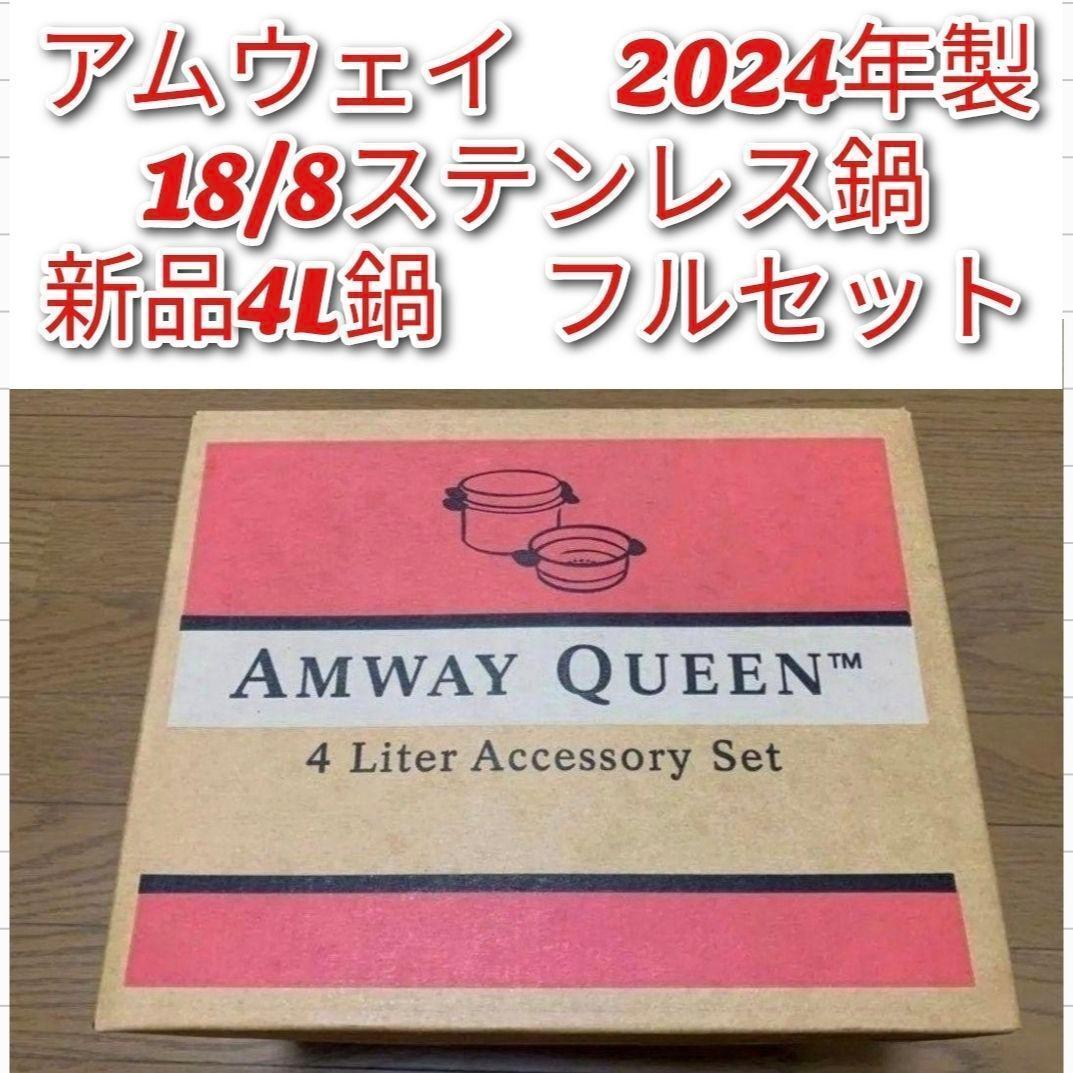 アムウェイ 2024年製
18/8ステンレス鍋
新品4L鍋 フルセット
AMWAY QUEEN™
4 Liter Accessory Set